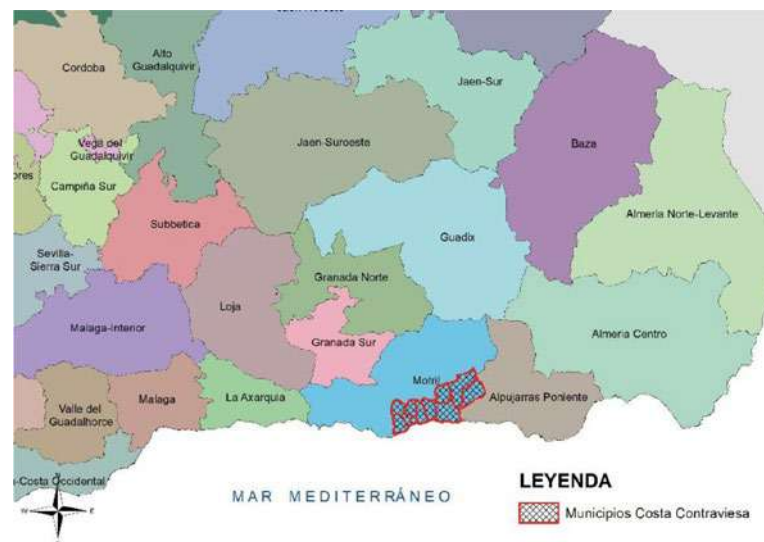 Cordoba
Alto
Guadalquivir
Jaen-Sur
Vega del
Guadalquivir
Jaen-Suroeste
Baza
Campiña Sur
ores
Subbetica
Almería Norte-Levante
Guadix
Sevilla-
Sierra Sur
Granada Norte
Loja
Malaga-Interior
Granada Sur
Almeria Centro
Motril
Valle del
Guadalhorce
Malaga
La Axarquia
Alpujarras Poniente
-Costa Occidental
LEYENDA
MAR MEDITERRÁNEO
Municipios Costa Contraviesa
E